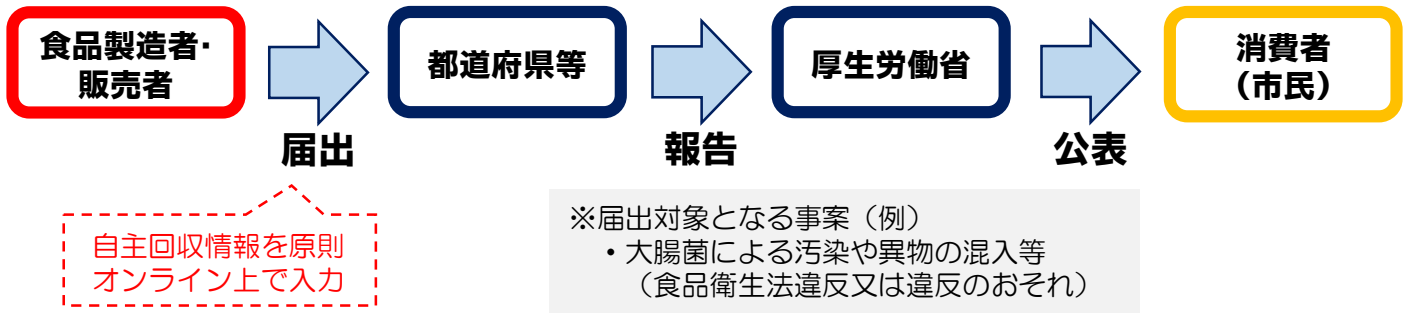 食品製造者・
販売者
都道府県等
厚生労働省
消費者
（市民）
届出
報告
公表
自主回収情報を原則
オンライン上で入力
※届出対象となる事案（例）
・大腸菌による汚染や異物の混入等
（食品衛生法違反又は違反のおそれ）